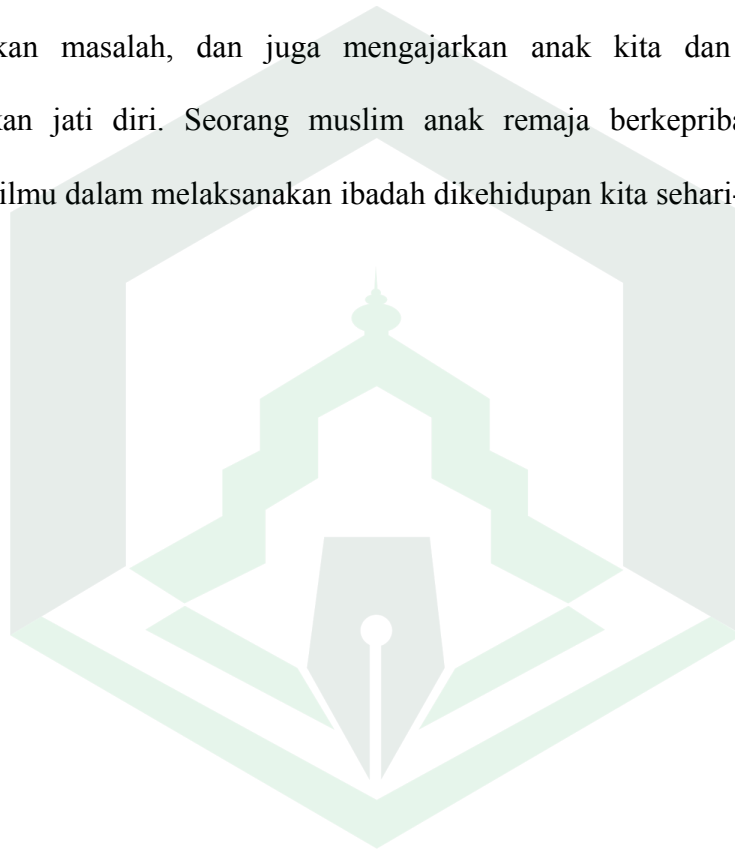 kan masalah, dan juga mengajarkan anak kita dan
kan jati diri. Seorang muslim anak remaja berkepriba
ilmu dalam melaksanakan ibadah dikehidupan kita sehari-